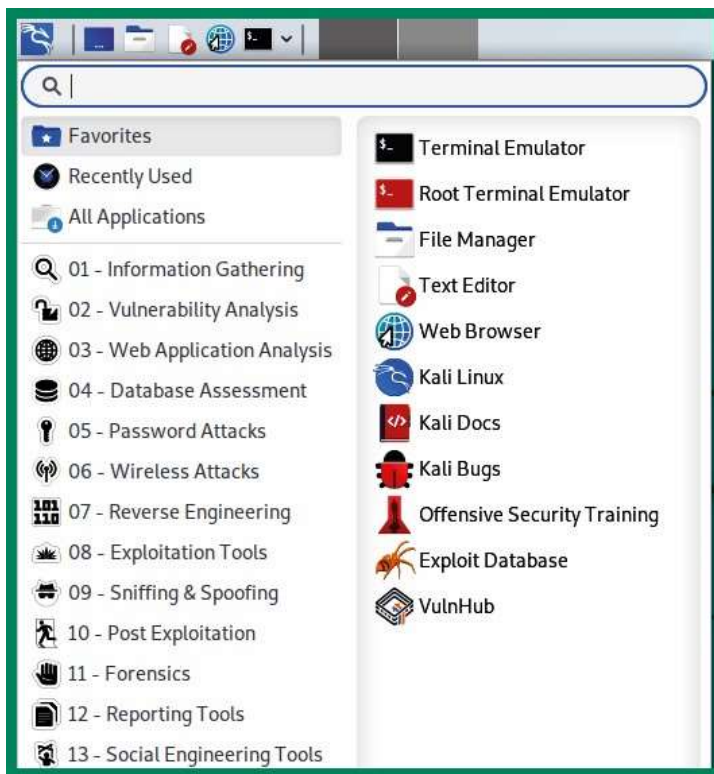 Favorites
Recently Used
All Applications
01 - Information Gathering
02 - Vulnerability Analysis
03 - Web Application Analysis
04 - Database Assessment
05 - Password Attacks
06 - Wireless Attacks
07 - Reverse Engineering
08 - Exploitation Tools
09 - Sniffing & Spoofing
10 - Post Exploitation
11 - Forensics
12 - Reporting Tools
13 - Social Engineering Tools
$_ Terminal Emulator
$_ Root Terminal Emulator
File Manager
Text Editor
Web Browser
Kali Linux
</> Kali Docs
Kali Bugs
Offensive Security Training
Exploit Database
VulnHub